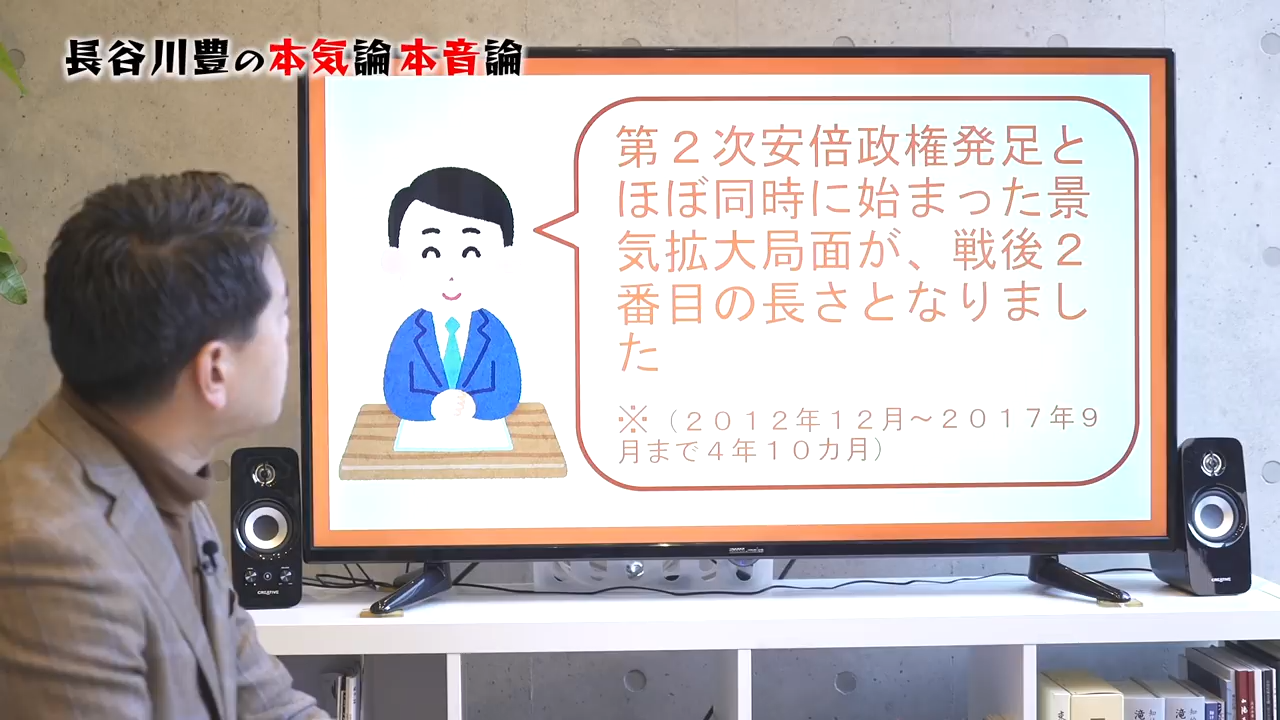 長谷川豊の本気論本音論
第２次安倍政権発足と
ほぼ同時に始まった景
気拡大局面が、戦後２
番目の長さとなりまし
た
※（２０１２年１２月～２０１７年９
月まで４年１０カ月）
CREATIVE
CREATIVE